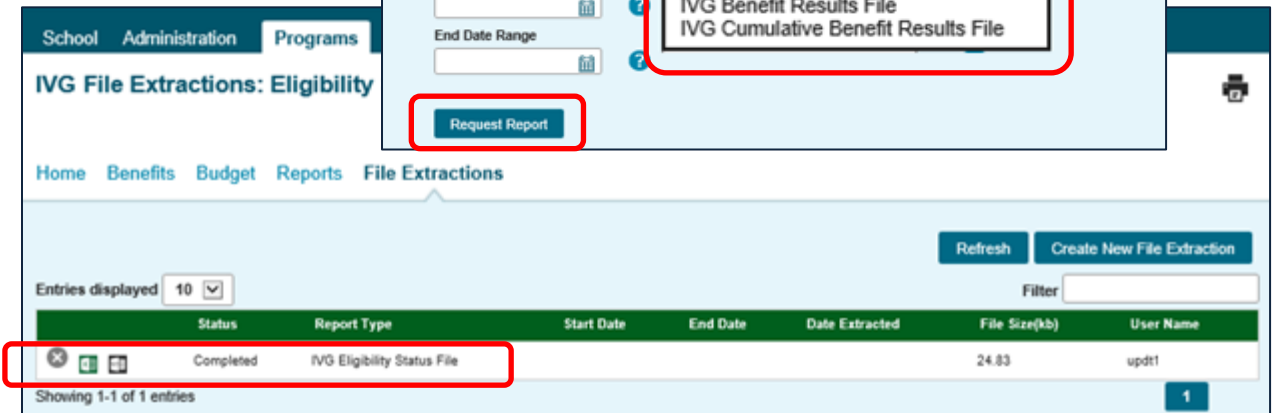 IVG Benefit Results File
IVG Cumulative Benefit Results File
End Date Range
Request Report
School Administration Programs
IVG File Extractions: Eligibility
Home Benefits Budget Reports File Extractions
Refresh Create New File Extraction
Entries displayed 10 Filter
Status Report Type Start Date End Date Date Extracted File Size(kb) User Name
Completed IVG Eligibility Status File 24.83 updt1
Showing 1-1 of 1 entries 1